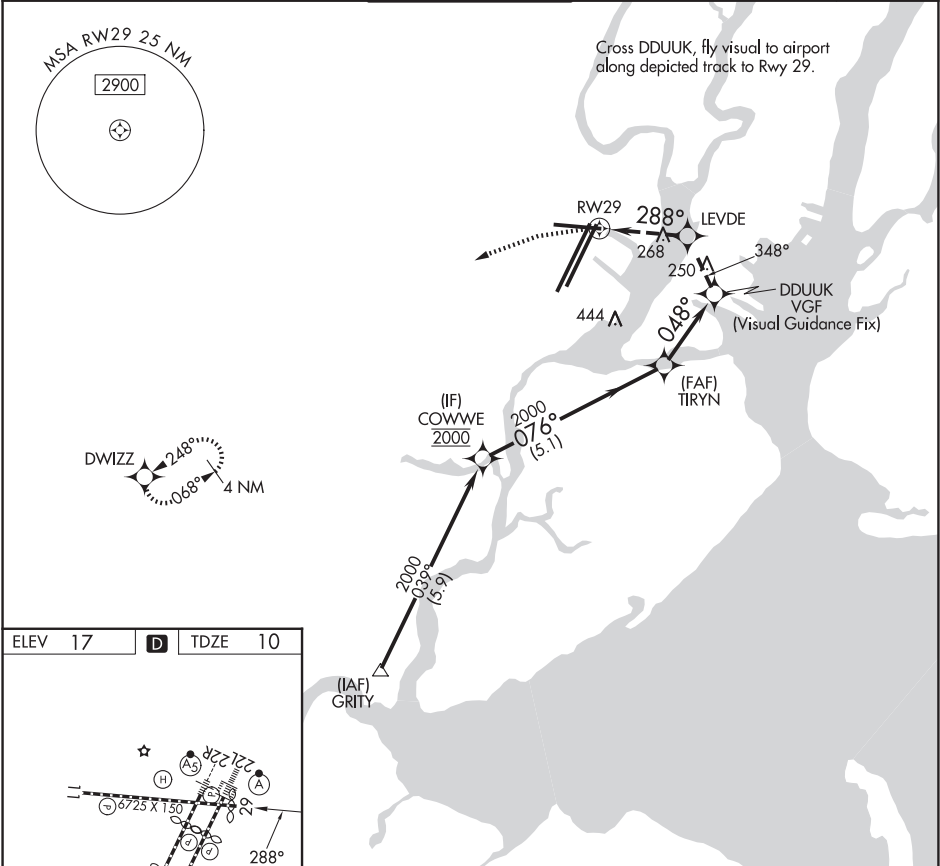 MSA RW29 25 NM
2900
Cross DDUUK, fly visual to airport
along depicted track to Rwy 29.
RW29
288°
LEVDE
268
250
348°
DDUUK
VGF
(Visual Guidance Fix)
444
048°
(FAF)
TIRYN
(IF)
COWWE
2000
2000
076°
(5.1)
DWIZZ
248°
068°
4 NM
2000
039°
(5.9)
(IAF)
GRITY
ELEV 17
D
TDZE 10
22R
22L
A5
A
H
P
11
P
6725 X 150
29
P
P
288°